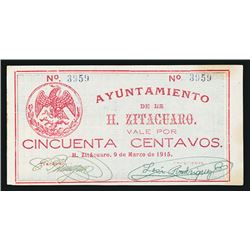 No. 3959 No. 3959
AYUNTAMIENTO
DE LA
H. ZITACUARO.
VALE POR
CINCUENTA CENTAVOS.
H. Zitácuaro, 9 de Marzo de 1915.